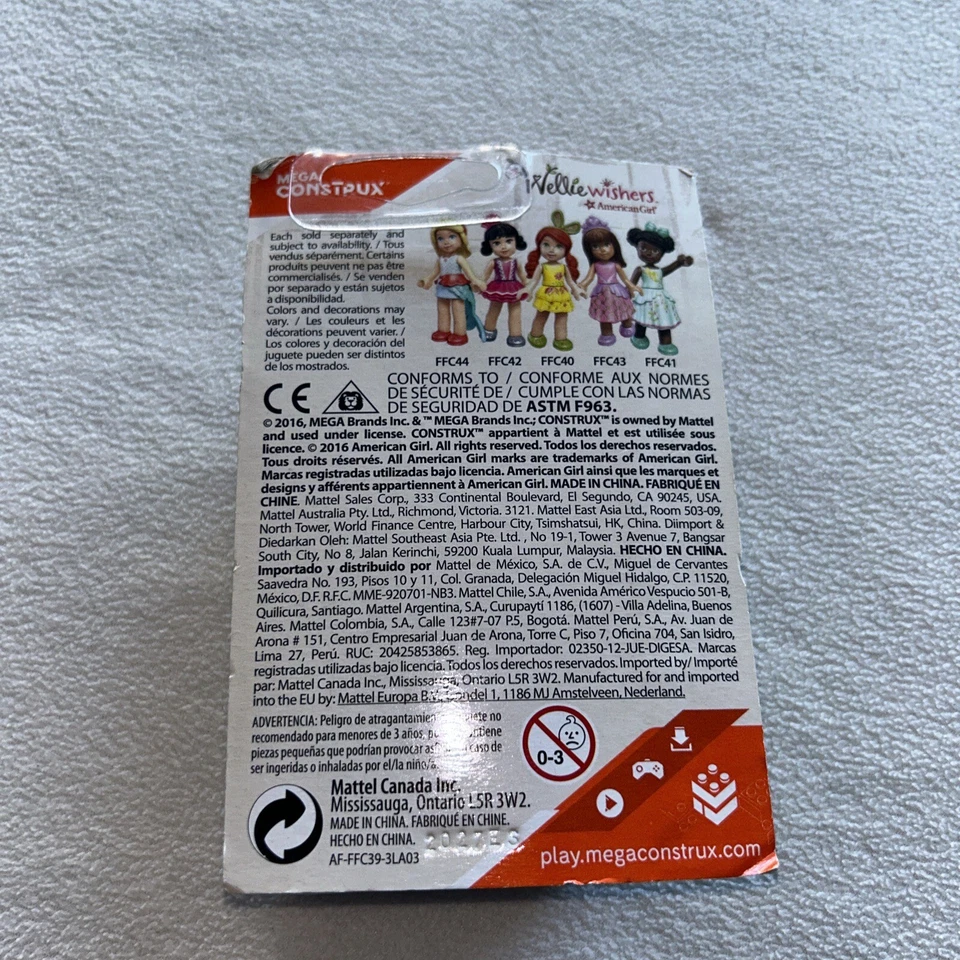 MEGA
CONSTRUX™
WellieWishers™
American Girl®
Each sold separately and
subject to availability. / Tous
vendus séparément. Certains
produits peuvent ne pas être
commercialisés. / Se venden
por separado y están sujetos
a disponibilidad.
Colors and decorations may
vary. / Les couleurs et les
décorations peuvent varier. /
Los colores y decoración del
juguete pueden ser distintos
de los mostrados.
FFC44 FFC42 FFC40 FFC43 FFC41
CE
CONFORMS TO / CONFORME AUX NORMES
DE SÉCURITÉ DE / CUMPLE CON LAS NORMAS
DE SEGURIDAD DE ASTM F963.
© 2016, MEGA Brands Inc. & ™ MEGA Brands Inc.; CONSTRUX™ is owned by Mattel
and used under license. CONSTRUX™ appartient à Mattel et est utilisée sous
licence. © 2016 American Girl. All rights reserved. Todos los derechos reservados.
Tous droits réservés. All American Girl marks are trademarks of American Girl.
Marcas registradas utilizadas bajo licencia. American Girl ainsi que les marques et
designs y afférents appartiennent à American Girl. MADE IN CHINA. FABRIQUÉ EN
CHINE. Mattel Sales Corp., 333 Continental Boulevard, El Segundo, CA 90245, USA.
Mattel Australia Pty. Ltd., Richmond, Victoria. 3121. Mattel East Asia Ltd., Room 503-09,
North Tower, World Finance Centre, Harbour City, Tsimshatsui, HK, China. Diimport &
Diedarkan Oleh: Mattel Southeast Asia Pte. Ltd. , No 19-1, Tower 3 Avenue 7, Bangsar
South City, No 8, Jalan Kerinchi, 59200 Kuala Lumpur, Malaysia. HECHO EN CHINA.
Importado y distribuido por Mattel de México, S.A. de C.V., Miguel de Cervantes
Saavedra No. 193, Pisos 10 y 11, Col. Granada, Delegación Miguel Hidalgo, C.P. 11520,
México, D.F. R.F.C. MME-920701-NB3. Mattel Chile, S.A., Avenida Américo Vespucio 501-B,
Quilicura, Santiago. Mattel Argentina, S.A., Curupaytí 1186, (1607) - Villa Adelina, Buenos
Aires. Mattel Colombia, S.A., Calle 123#7-07 P.5, Bogotá. Mattel Perú, S.A., Av. Juan de
Arona # 151, Centro Empresarial Juan de Arona, Torre C, Piso 7, Oficina 704, San Isidro,
Lima 27, Perú. RUC: 20425853865. Reg. Importador: 02350-12-JUE-DIGESA. Marcas
registradas utilizadas bajo licencia. Todos los derechos reservados. Imported by/ Importé
par: Mattel Canada Inc., Mississauga, Ontario L5R 3W2. Manufactured for and imported
into the EU by: Mattel Europa B.V., Gondel 1, 1186 MJ Amstelveen, Nederland.
ADVERTENCIA: Peligro de atragantamiento no
recomendado para menores de 3 años,
piezas pequeñas que podrían provocar caso de
ser ingeridas o inhaladas por el/la
0-3
Mattel Canada Inc.
Mississauga, Ontario L5R 3W2.
MADE IN CHINA. FABRIQUÉ EN CHINE.
HECHO EN CHINA.
AF-FFC39-3LA03
play.megaconstrux.com